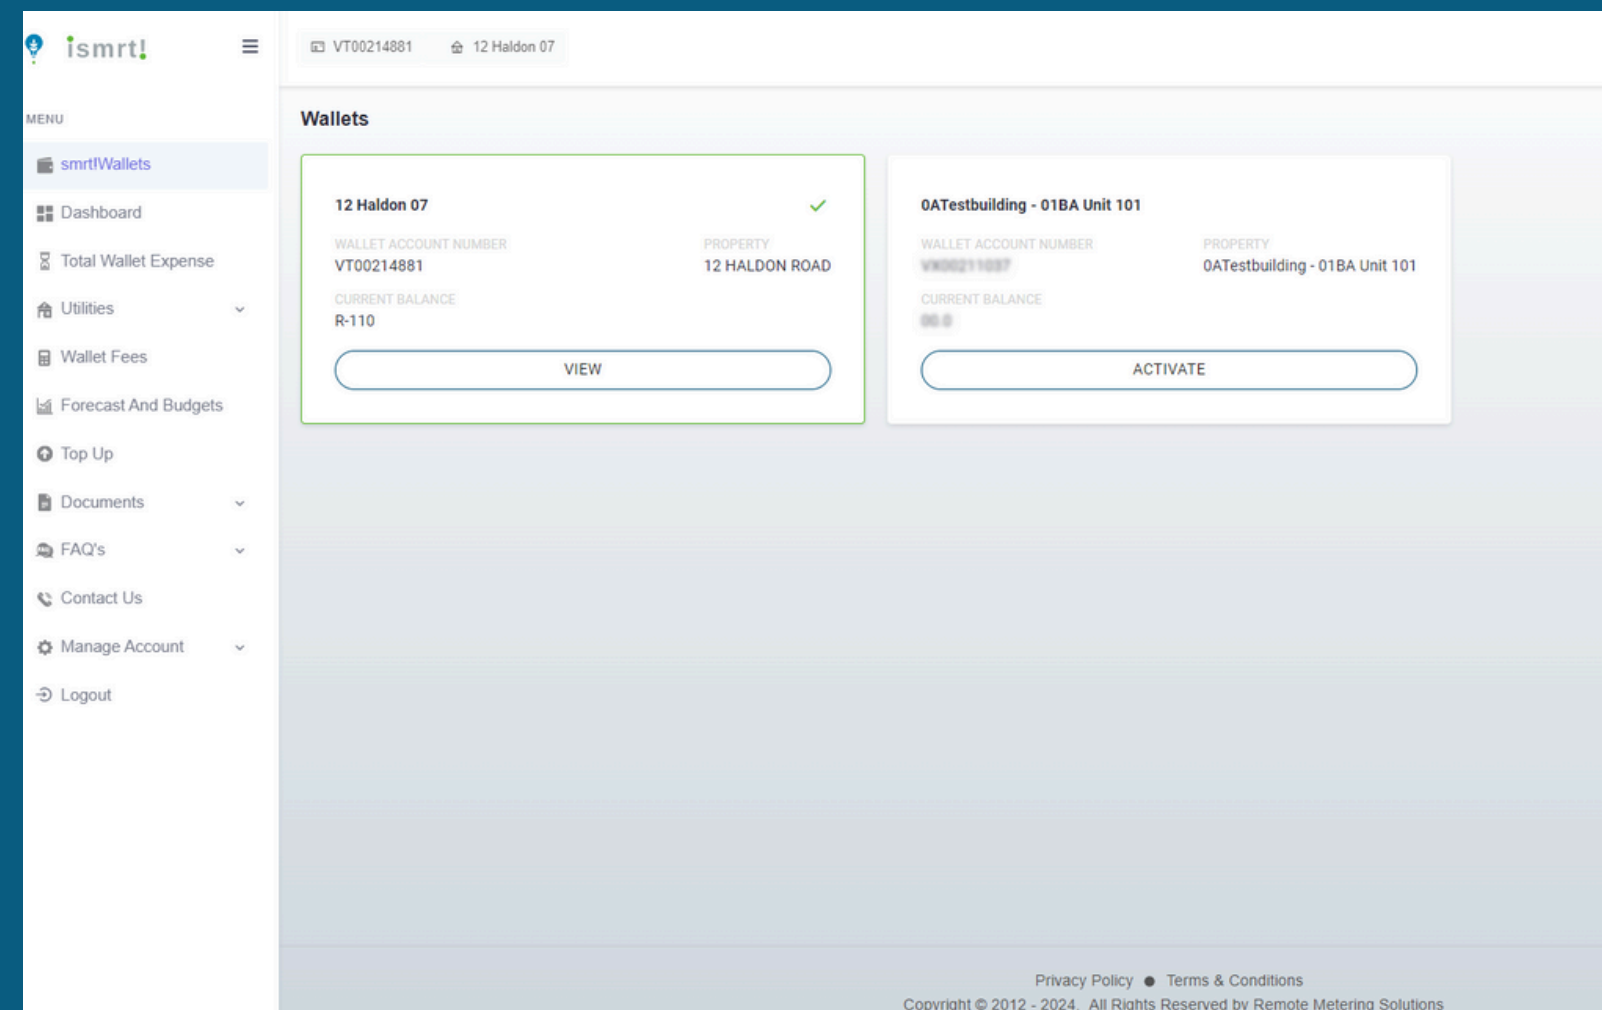 ismrt!
VT00214881 12 Haldon 07
MENU
smrt!Wallets
Dashboard
Total Wallet Expense
Utilities
Wallet Fees
Forecast And Budgets
Top Up
Documents
FAQ's
Contact Us
Manage Account
Logout
Wallets
12 Haldon 07
WALLET ACCOUNT NUMBER PROPERTY
VT00214881 12 HALDON ROAD
CURRENT BALANCE
R-110
VIEW
0ATestbuilding - 01BA Unit 101
WALLET ACCOUNT NUMBER PROPERTY
0ATestbuilding - 01BA Unit 101
CURRENT BALANCE
ACTIVATE
Privacy Policy ● Terms & Conditions
Copyright © 2012 - 2024. All Rights Reserved by Remote Metering Solutions